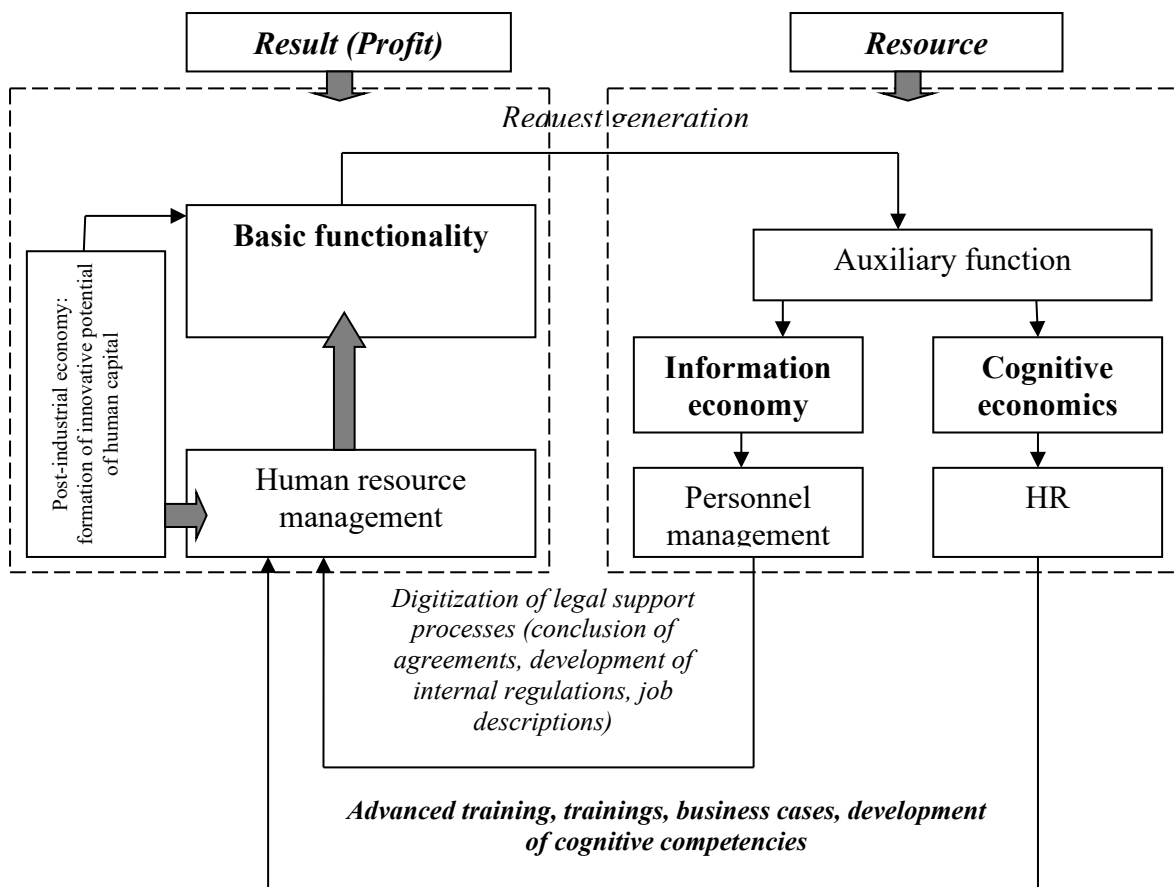 Result (Profit)
Resource
Request generation
Basic functionality
Auxiliary function
Post-industrial economy:
formation of innovative potential
of human capital
Information
economy
Cognitive
economics
Human resource
management
Personnel
management
HR
Digitization of legal support
processes (conclusion of
agreements, development of
internal regulations, job
descriptions)
Advanced training, trainings, business cases, development
of cognitive competencies